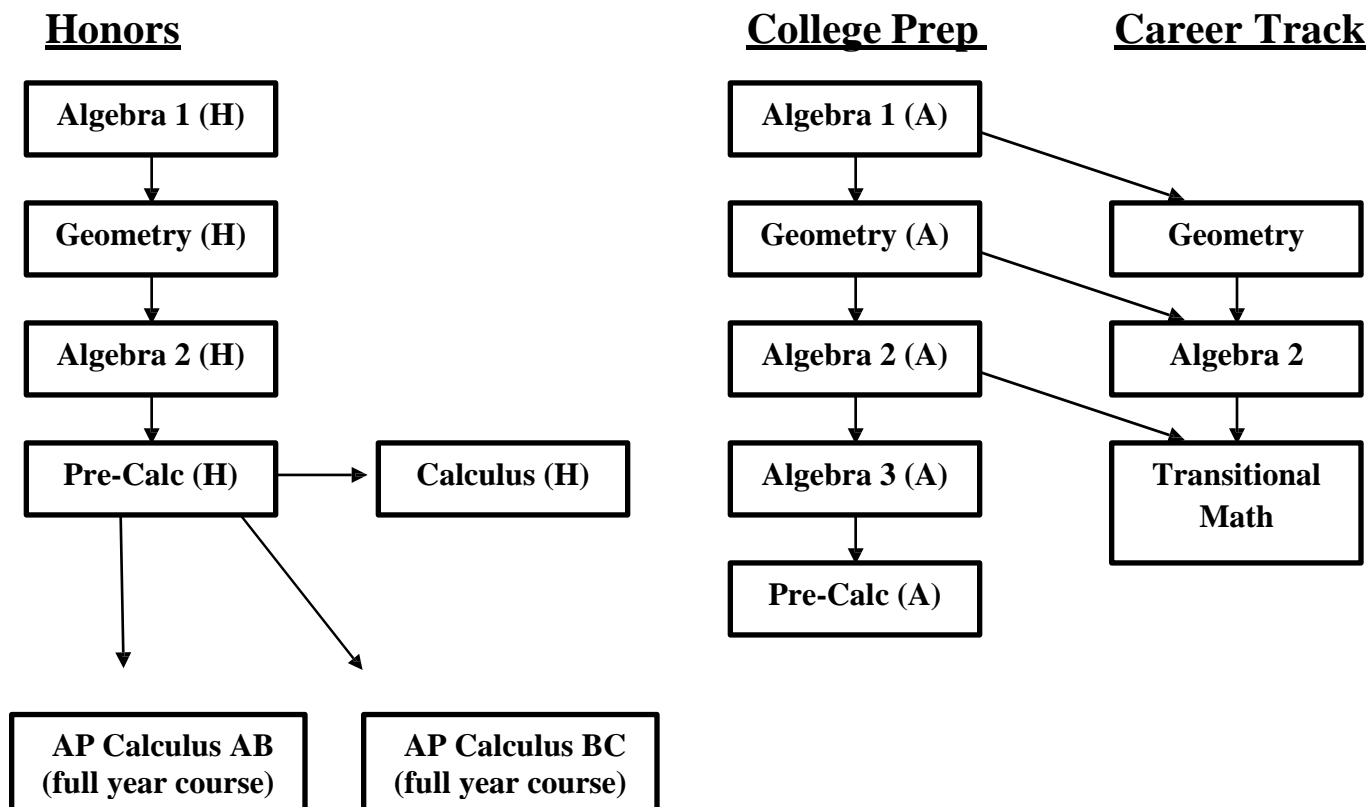 Honors
College Prep
Career Track
Algebra 1 (H)
Algebra 1 (A)
Geometry (H)
Geometry (A)
Geometry
Algebra 2 (H)
Algebra 2 (A)
Algebra 2
Pre-Calc (H)
Calculus (H)
Algebra 3 (A)
Transitional
Math
Pre-Calc (A)
AP Calculus AB
(full year course)
AP Calculus BC
(full year course)